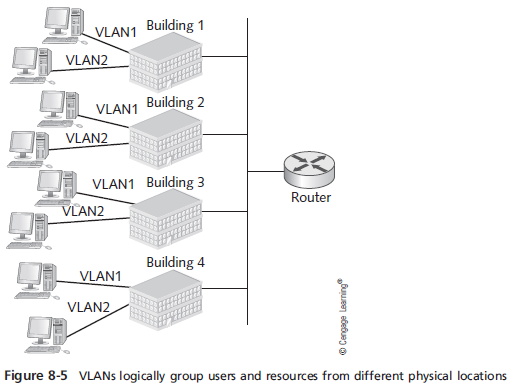 Building 1
VLAN1
VLAN2
Building 2
VLAN1
VLAN2
Building 3
VLAN1
VLAN2
Router
Building 4
VLAN1
VLAN2
© Cengage Learning®
Figure 8-5 VLANs logically group users and resources from different physical locations